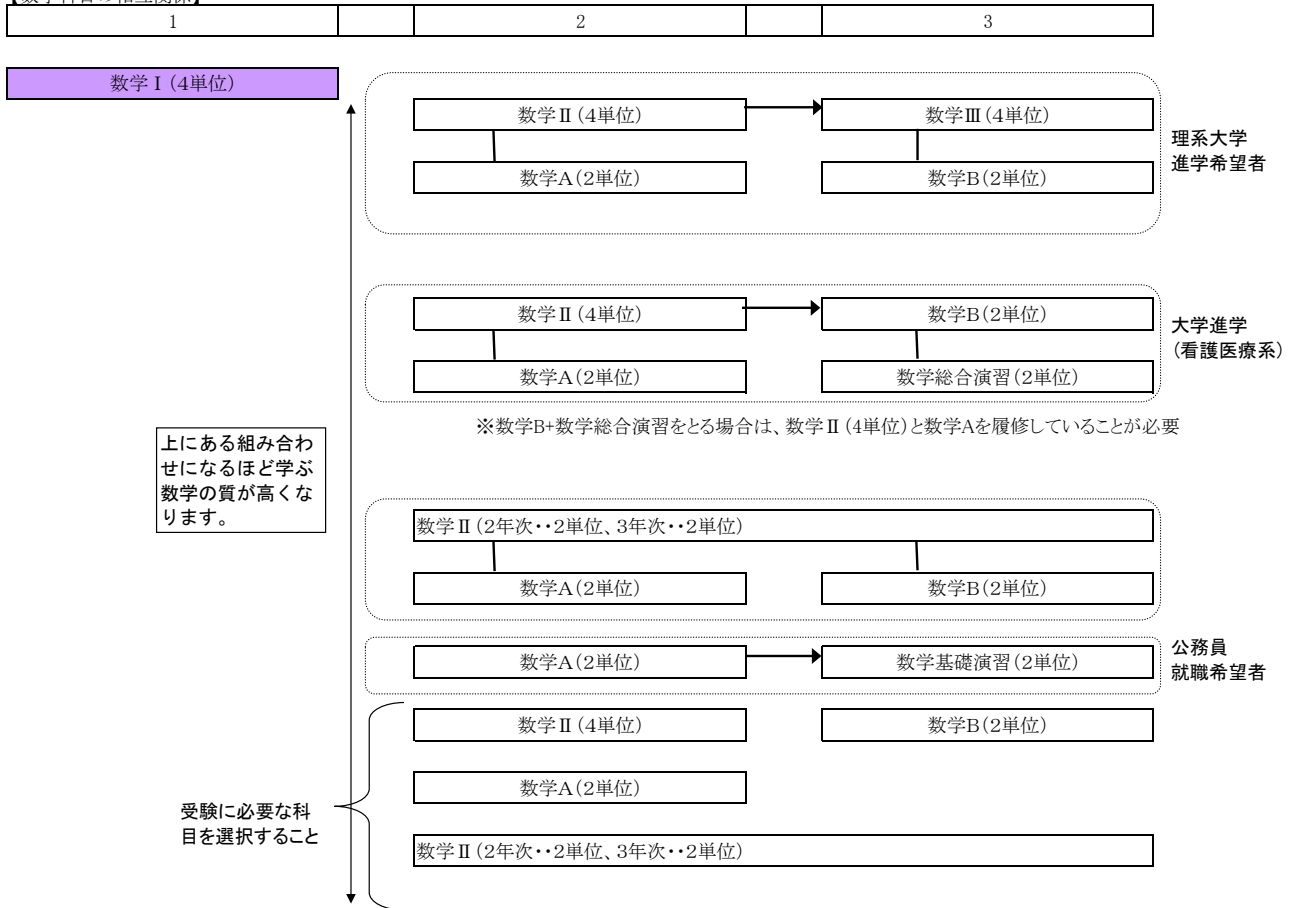 1 2 3
数学Ⅰ(4単位)
数学Ⅱ(4単位) 数学Ⅲ(4単位)
理系大学
進学希望者
数学A(2単位) 数学B(2単位)
数学Ⅱ(4単位) 数学B(2単位)
大学進学
(看護医療系)
数学A(2単位) 数学総合演習(2単位)
※数学B+数学総合演習をとる場合は、数学Ⅱ(4単位)と数学Aを履修していることが必要
上にある組み合わ
せになるほど学ぶ
数学の質が高くな
ります。
数学Ⅱ(2年次・・2単位、3年次・・2単位)
数学A(2単位) 数学B(2単位)
数学A(2単位) 数学基礎演習(2単位)
公務員
就職希望者
数学Ⅱ(4単位) 数学B(2単位)
数学A(2単位)
受験に必要な科
目を選択すること
数学Ⅱ(2年次・・2単位、3年次・・2単位)